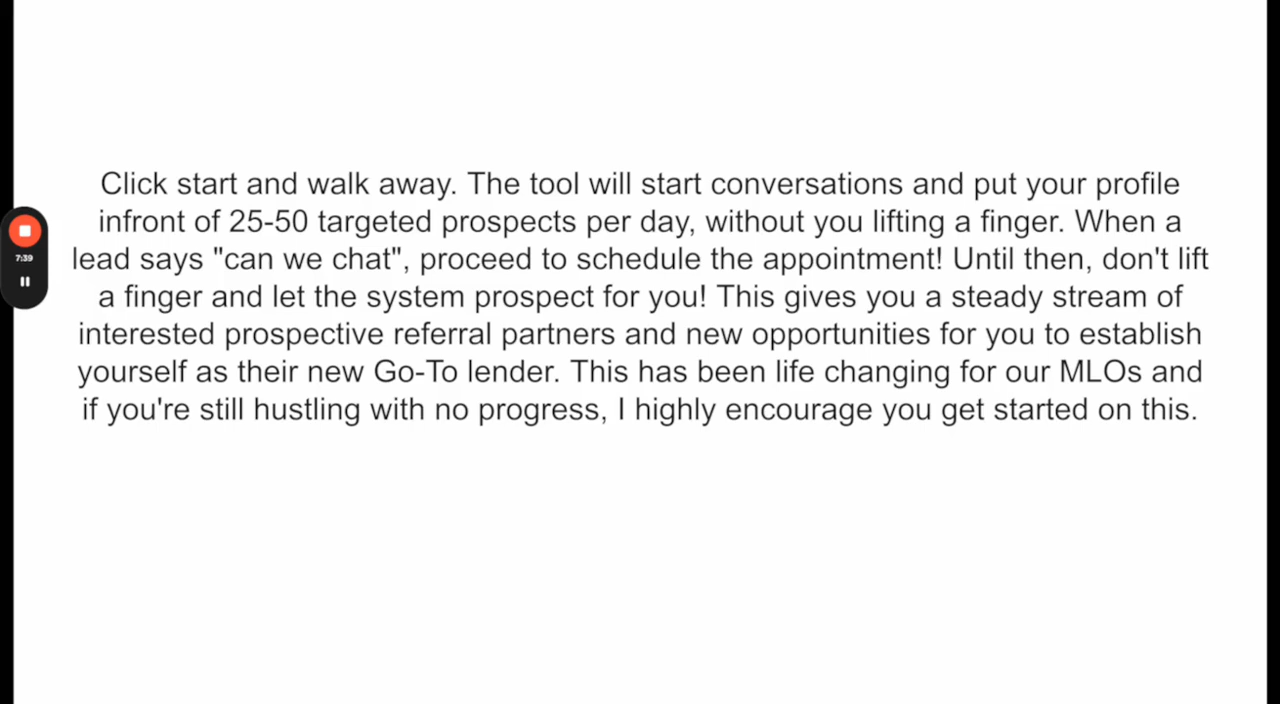 Click start and walk away. The tool will start conversations and put your profile
infront of 25-50 targeted prospects per day, without you lifting a finger. When a
lead says "can we chat", proceed to schedule the appointment! Until then, don't lift
a finger and let the system prospect for you! This gives you a steady stream of
interested prospective referral partners and new opportunities for you to establish
yourself as their new Go-To lender. This has been life changing for our MLOs and
if you're still hustling with no progress, I highly encourage you get started on this.
7:39